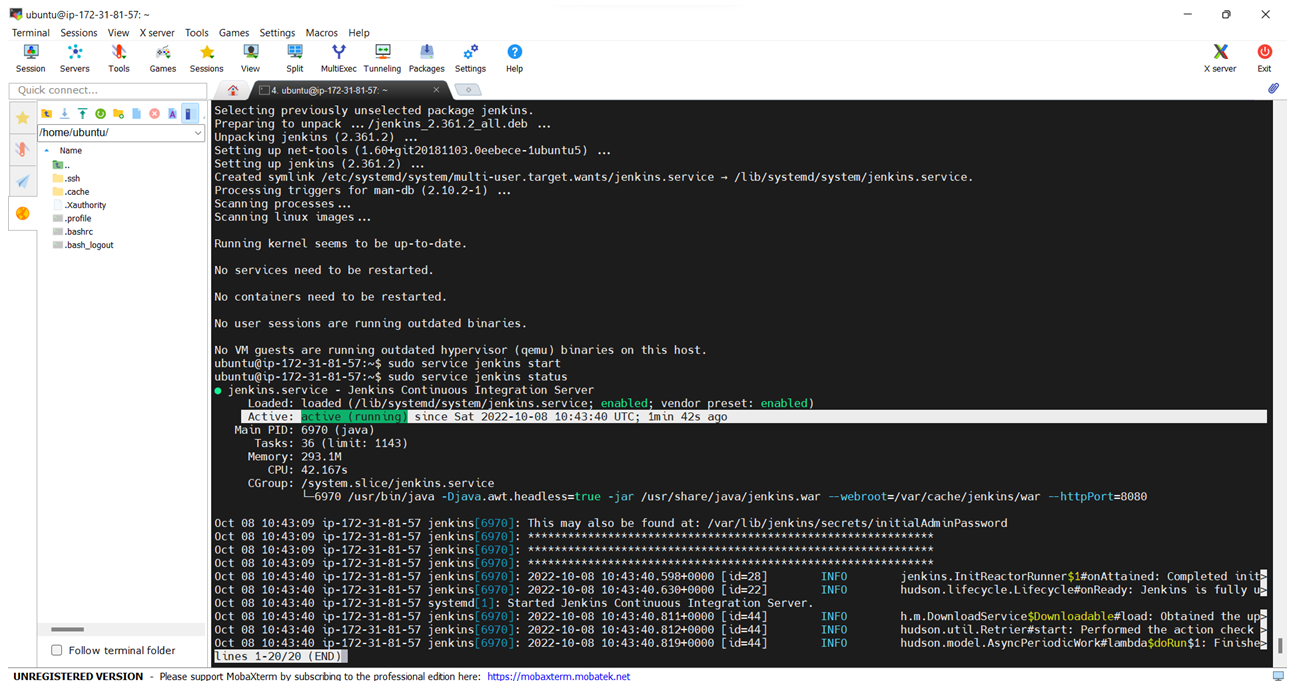 ubuntu@ip-172-31-81-57: ~
Terminal Sessions View X server Tools Games Settings Macros Help
Session Servers Tools Games Sessions View Split MultiExec Tunneling Packages Settings Help X server Exit
Quick connect...
4. ubuntu@ip-172-31-81-57: ~
/home/ubuntu/
Name
..
.ssh
.cache
.Xauthority
.profile
.bashrc
.bash_logout
Follow terminal folder
Selecting previously unselected package jenkins.
Preparing to unpack .../jenkins_2.361.2_all.deb ...
Unpacking jenkins (2.361.2) ...
Setting up net-tools (1.60+git20181103.0eebece-1ubuntu5) ...
Setting up jenkins (2.361.2) ...
Created symlink /etc/systemd/system/multi-user.target.wants/jenkins.service → /lib/systemd/system/jenkins.service.
Processing triggers for man-db (2.10.2-1) ...
Scanning processes...
Scanning linux images...
Running kernel seems to be up-to-date.
No services need to be restarted.
No containers need to be restarted.
No user sessions are running outdated binaries.
No VM guests are running outdated hypervisor (qemu) binaries on this host.
ubuntu@ip-172-31-81-57:~$ sudo service jenkins start
ubuntu@ip-172-31-81-57:~$ sudo service jenkins status
● jenkins.service - Jenkins Continuous Integration Server
Loaded: loaded (/lib/systemd/system/jenkins.service; enabled; vendor preset: enabled)
Active: active (running) since Sat 2022-10-08 10:43:40 UTC; 1min 42s ago
Main PID: 6970 (java)
Tasks: 36 (limit: 1143)
Memory: 293.1M
CPU: 42.167s
CGroup: /system.slice/jenkins.service
└─6970 /usr/bin/java -Djava.awt.headless=true -jar /usr/share/java/jenkins.war --webroot=/var/cache/jenkins/war --httpPort=8080
Oct 08 10:43:09 ip-172-31-81-57 jenkins[6970]: This may also be found at: /var/lib/jenkins/secrets/initialAdminPassword
Oct 08 10:43:09 ip-172-31-81-57 jenkins[6970]: *************************************************************
Oct 08 10:43:09 ip-172-31-81-57 jenkins[6970]: *************************************************************
Oct 08 10:43:09 ip-172-31-81-57 jenkins[6970]: *************************************************************
Oct 08 10:43:40 ip-172-31-81-57 jenkins[6970]: 2022-10-08 10:43:40.598+0000 [id=28] INFO jenkins.InitReactorRunner$1#onAttained: Completed init>
Oct 08 10:43:40 ip-172-31-81-57 jenkins[6970]: 2022-10-08 10:43:40.630+0000 [id=22] INFO hudson.lifecycle.Lifecycle#onReady: Jenkins is fully u>
Oct 08 10:43:40 ip-172-31-81-57 systemd[1]: Started Jenkins Continuous Integration Server.
Oct 08 10:43:40 ip-172-31-81-57 jenkins[6970]: 2022-10-08 10:43:40.811+0000 [id=44] INFO h.m.DownloadService$Downloadable#load: Obtained the up>
Oct 08 10:43:40 ip-172-31-81-57 jenkins[6970]: 2022-10-08 10:43:40.812+0000 [id=44] INFO hudson.util.Retrier#start: Performed the action check >
Oct 08 10:43:40 ip-172-31-81-57 jenkins[6970]: 2022-10-08 10:43:40.819+0000 [id=44] INFO hudson.model.AsyncPeriodicWork#lambda$doRun$1: Finishe>
lines 1-20/20 (END)
UNREGISTERED VERSION - Please support MobaXterm by subscribing to the professional edition here: https://mobaxterm.mobatek.net